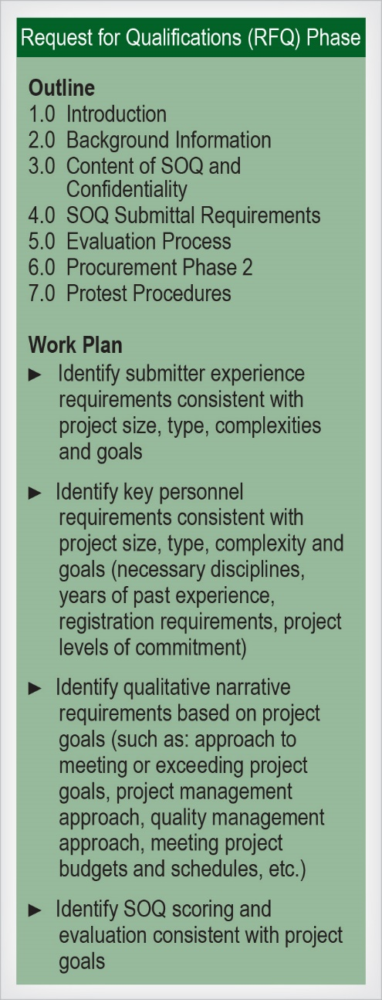 Request for Qualifications (RFQ) Phase
Outline
1.0 Introduction
2.0 Background Information
3.0 Content of SOQ and
Confidentiality
4.0 SOQ Submittal Requirements
5.0 Evaluation Process
6.0 Procurement Phase 2
7.0 Protest Procedures
Work Plan
► Identify submitter experience
requirements consistent with
project size, type, complexities
and goals
► Identify key personnel
requirements consistent with
project size, type, complexity and
goals (necessary disciplines,
years of past experience,
registration requirements, project
levels of commitment)
► Identify qualitative narrative
requirements based on project
goals (such as: approach to
meeting or exceeding project
goals, project management
approach, quality management
approach, meeting project
budgets and schedules, etc.)
► Identify SOQ scoring and
evaluation consistent with project
goals